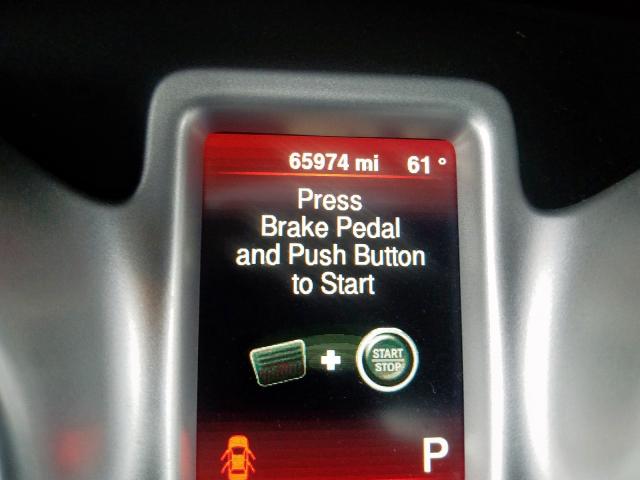 65974 mi 61°
Press
Brake Pedal
and Push Button
to Start
START
STOP
P